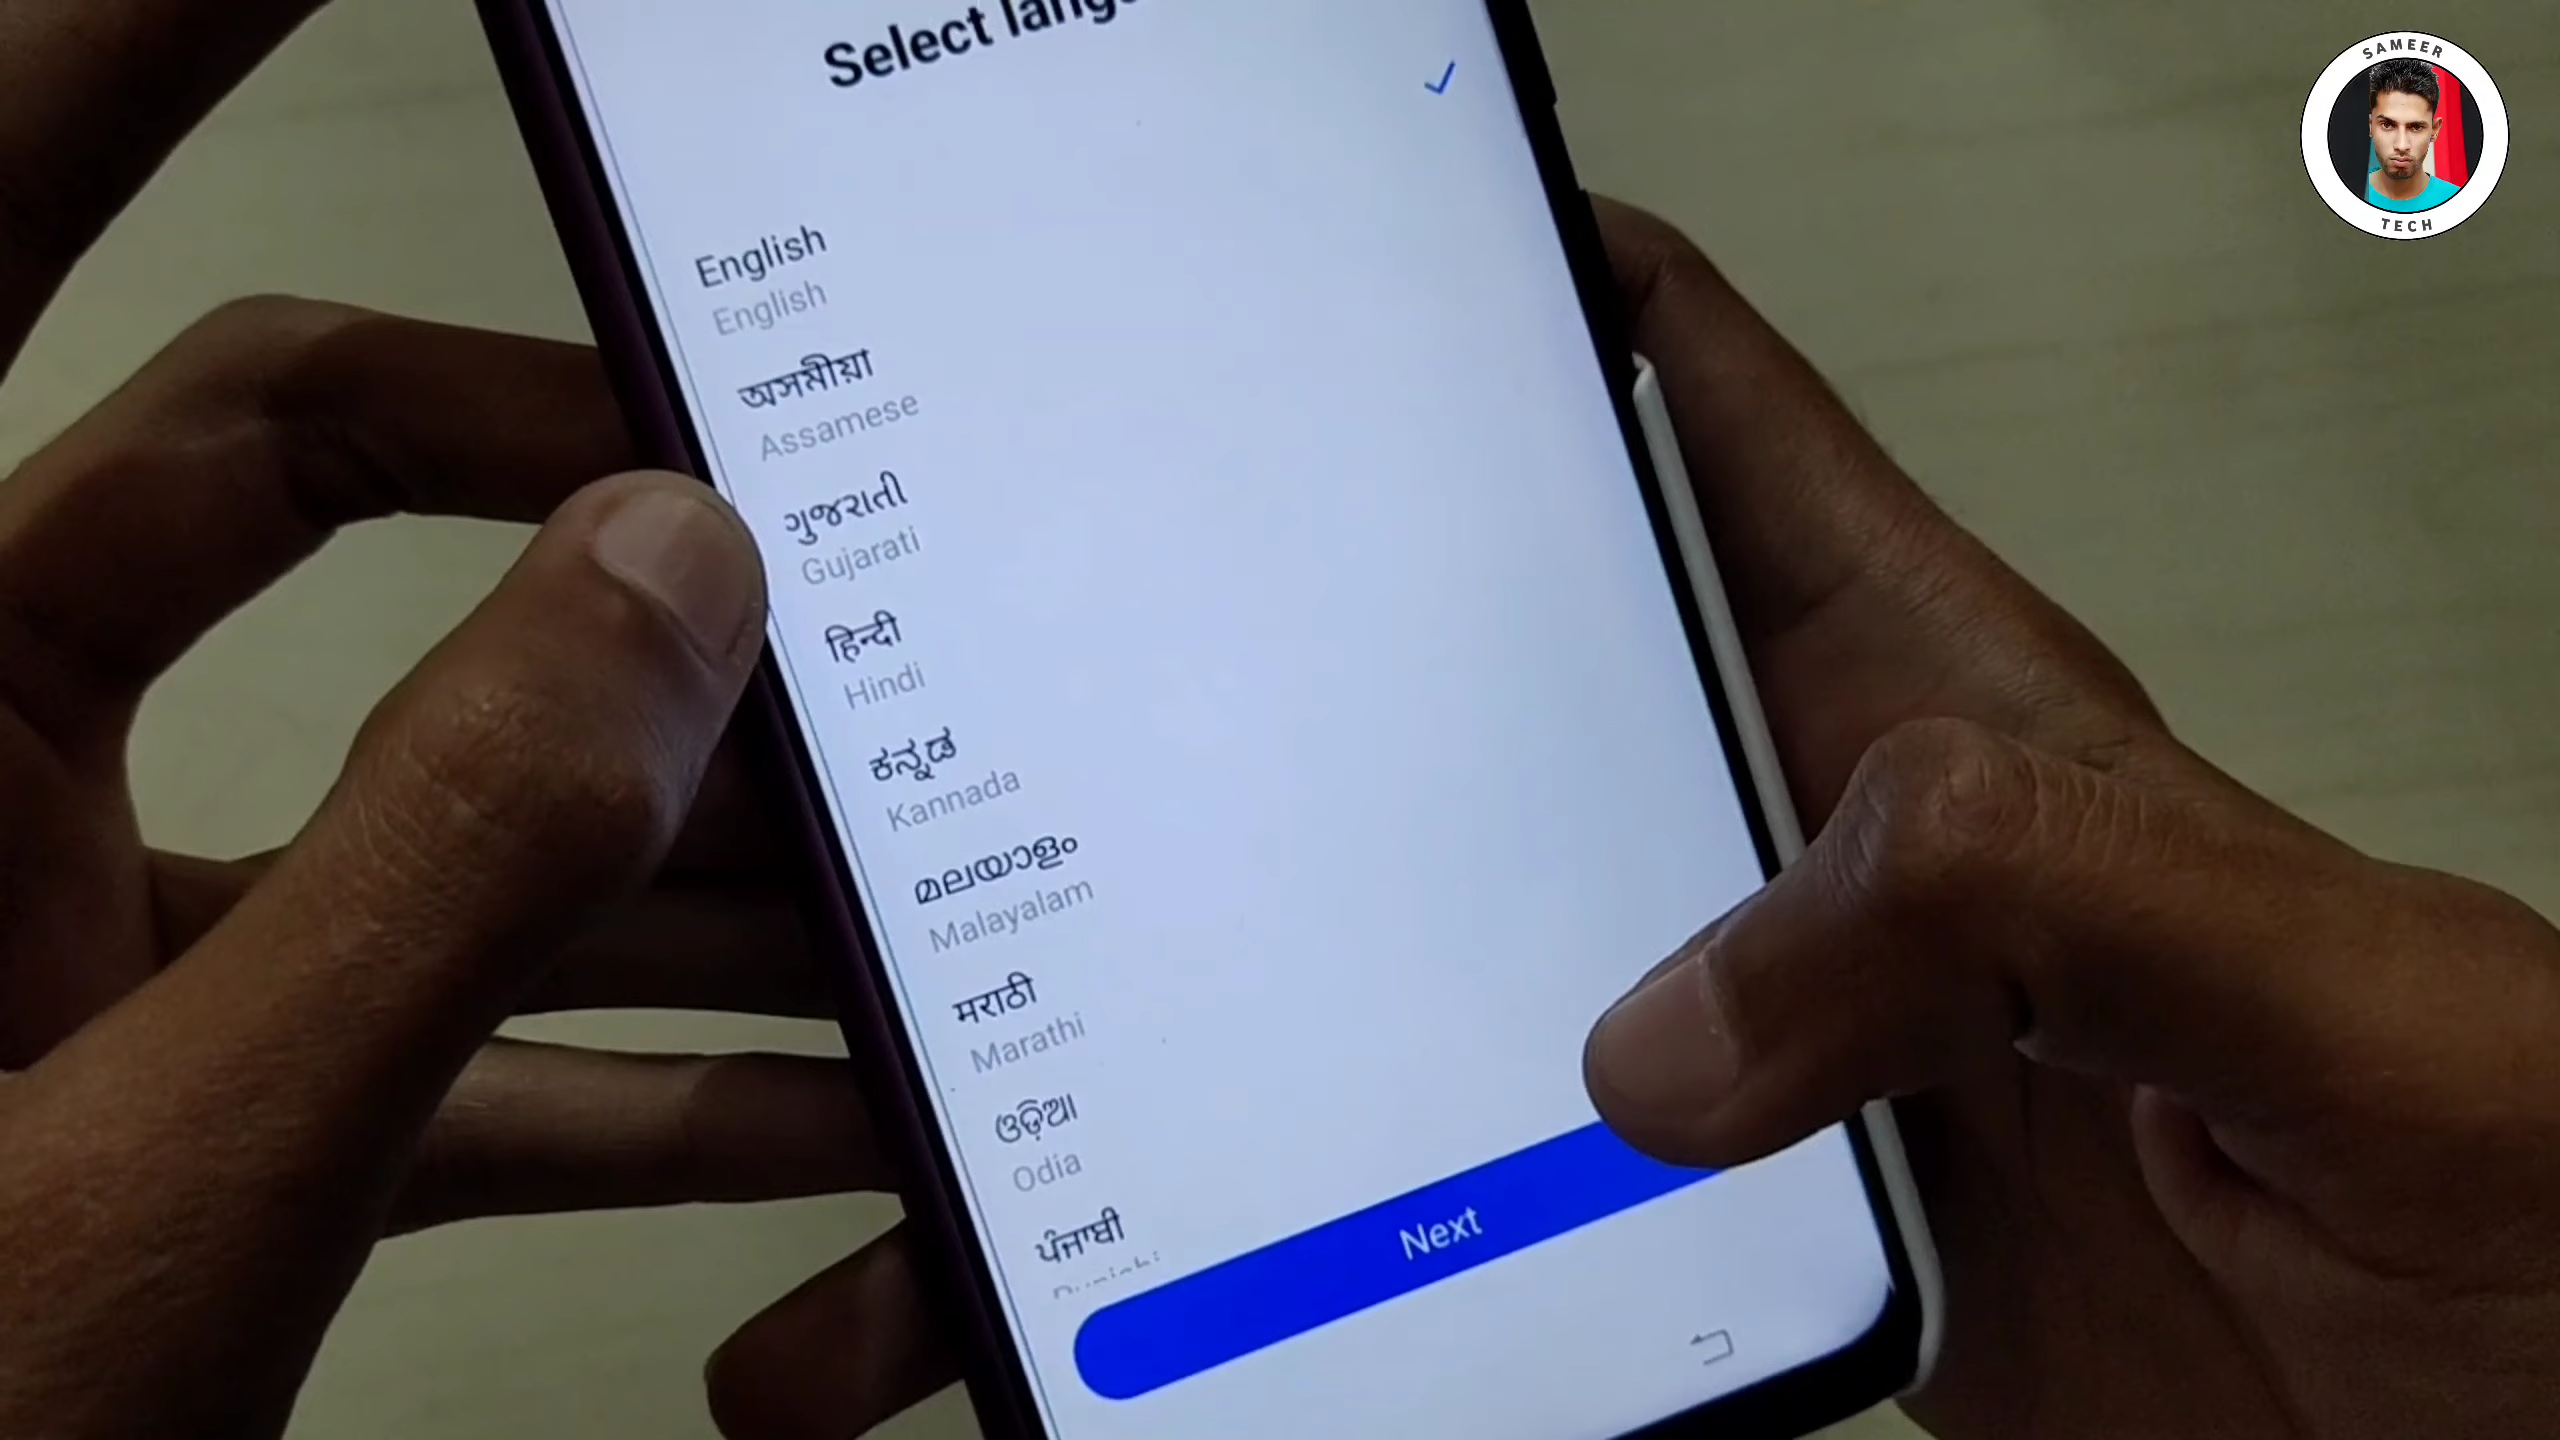 Select
English
English
অসমীয়া
Assamese
ગુજરાતી
Gujarati
हिन्दी
Hindi
ಕನ್ನಡ
Kannada
മലയാളം
Malayalam
मराठी
Marathi
ଓଡ଼ିଆ
Odia
ਪੰਜਾਬੀ
Next
SAMEER
TECH